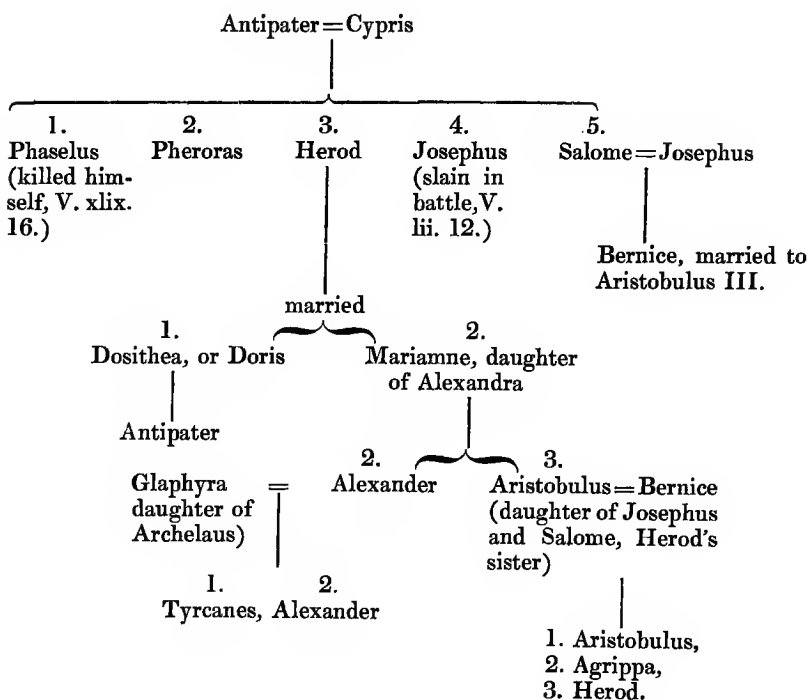 Antipater=Cypris
1. 2. 3. 4. 5.
Phaselus Pheroras Herod Josephus Salome=Josephus
(killed him- (slain in
self, V. xlix. battle, V.
16.) lii. 12.)
Bernice, married to
Aristobulus III.
married
1. 2.
Dosithea, or Doris Mariamne, daughter
of Alexandra
Antipater
2. 3.
Glaphyra = Alexander Aristobulus=Bernice
daughter of (daughter of Josephus
Archelaus) and Salome, Herod's
sister)
1. 2.
Tyrcanes, Alexander
1. Aristobulus,
2. Agrippa,
3. Herod.